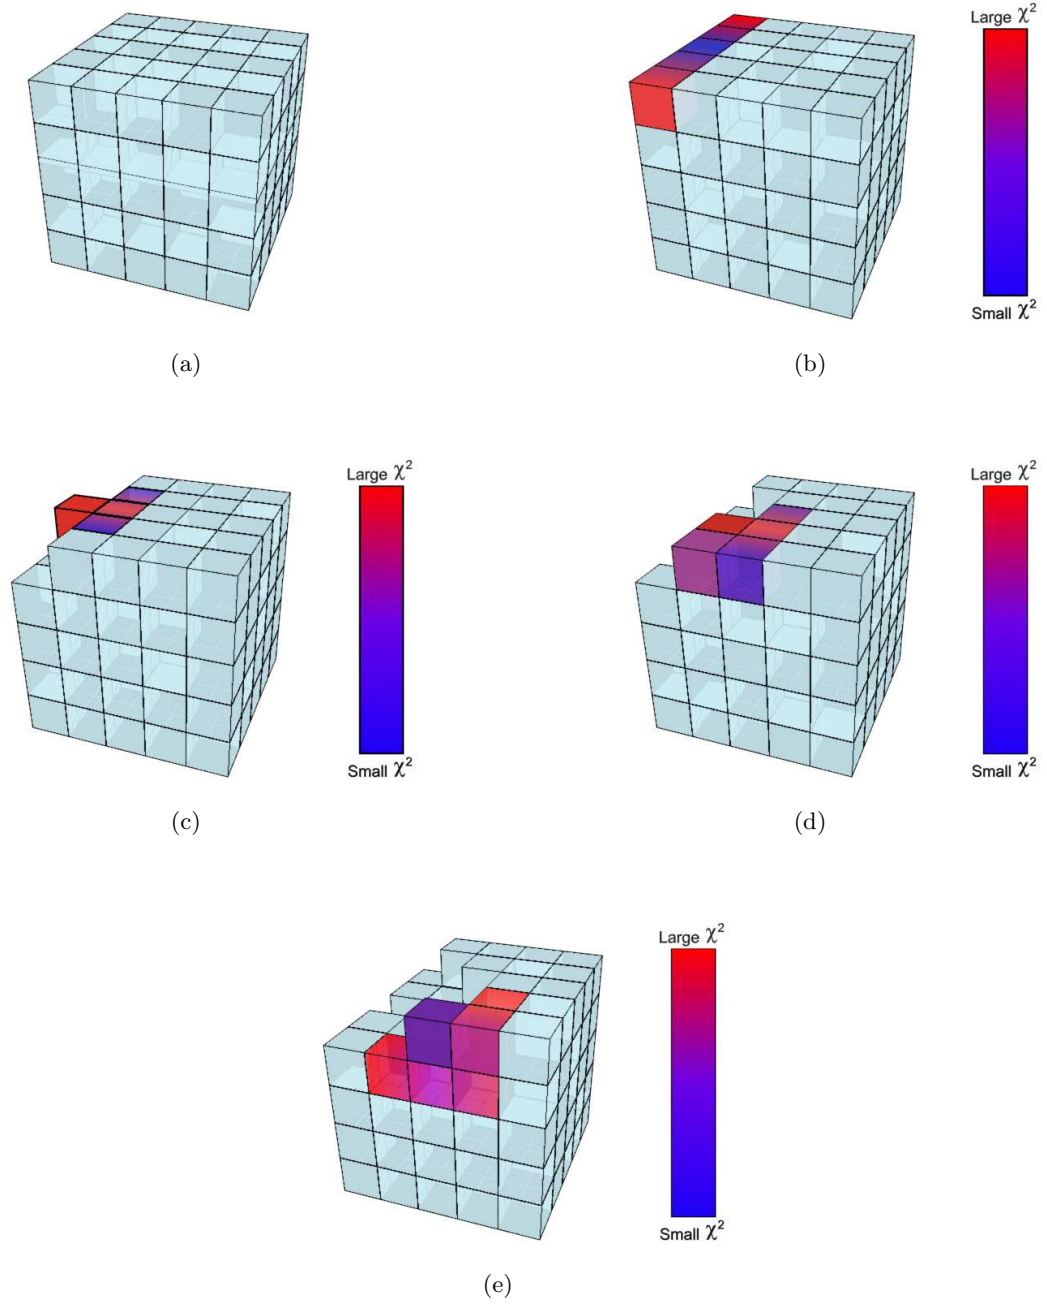 Large χ²
Small χ²
(a)
(b)
Large χ²
Large χ²
Small χ²
Small χ²
(c)
(d)
Large χ²
Small χ²
(e)